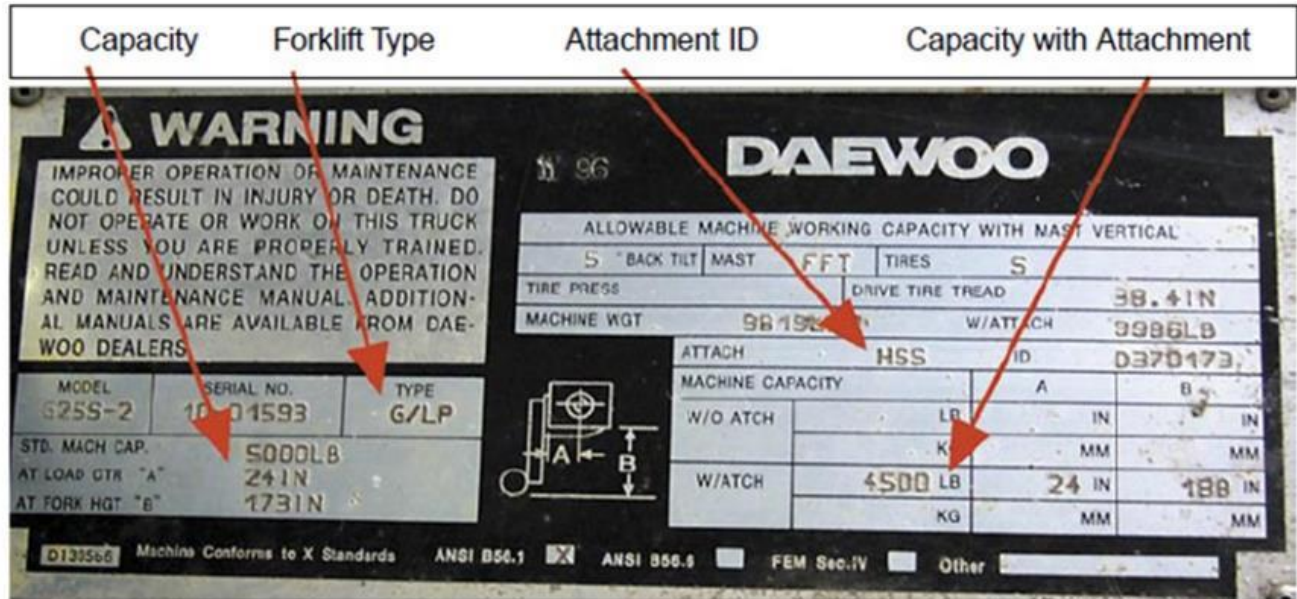 Capacity Forklift Type Attachment ID Capacity with Attachment
WARNING
IMPROPER OPERATION OR MAINTENANCE
COULD RESULT IN INJURY OR DEATH. DO
NOT OPERATE OR WORK ON THIS TRUCK
UNLESS YOU ARE PROPERLY TRAINED.
READ AND UNDERSTAND THE OPERATION
AND MAINTENANCE MANUAL. ADDITION-
AL MANUALS ARE AVAILABLE FROM DAE-
WOO DEALERS
MODEL SERIAL NO. TYPE
G25S-2 G/LP
STD. MACH CAP. 5000LB
AT LOAD CTR "A" 24IN
AT FORK HGT "B" 173IN
96
DAEWOO
ALLOWABLE MACHINE WORKING CAPACITY WITH MAST VERTICAL
5 ° BACK TILT MAST FFT TIRES S
TIRE PRESS DRIVE TIRE TREAD 38.4IN
MACHINE WGT W/ATTACH 9986LB
ATTACH HSS ID D370173
MACHINE CAPACITY A B
W/O ATCH LB IN IN
KG MM MM
W/ATCH 4500 LB 24 IN 188 IN
KG MM MM
A B
Machine Conforms to X Standards ANSI B56.1 X ANSI B56.6 FEM Sec.IV Other